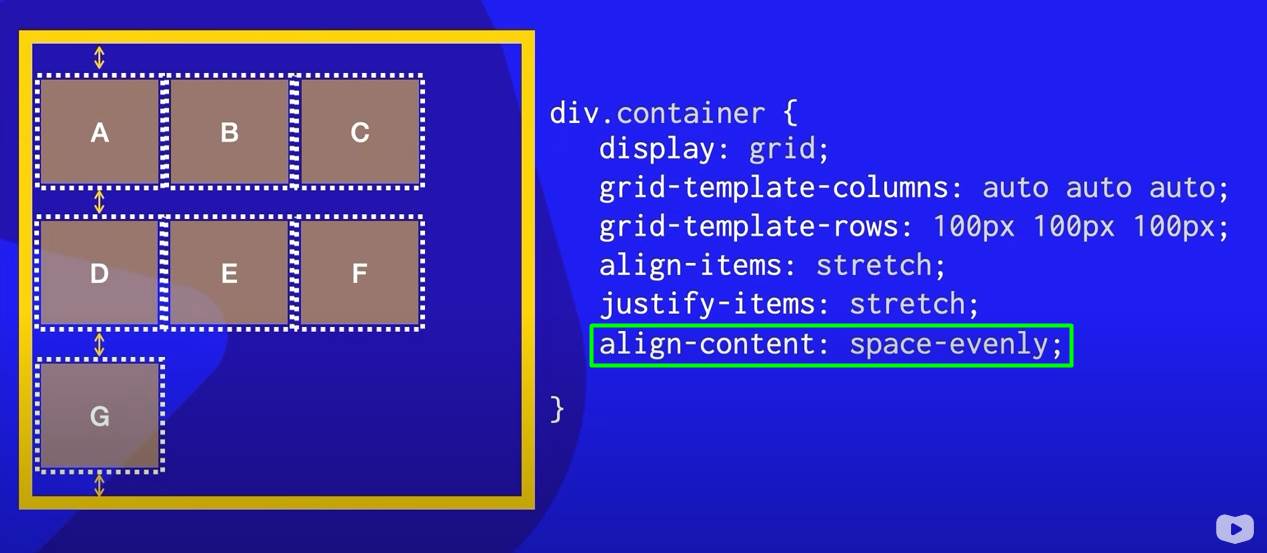 A B C
D E F
G
div.container {
display: grid;
grid-template-columns: auto auto auto;
grid-template-rows: 100px 100px 100px;
align-items: stretch;
justify-items: stretch;
align-content: space-evenly;
}